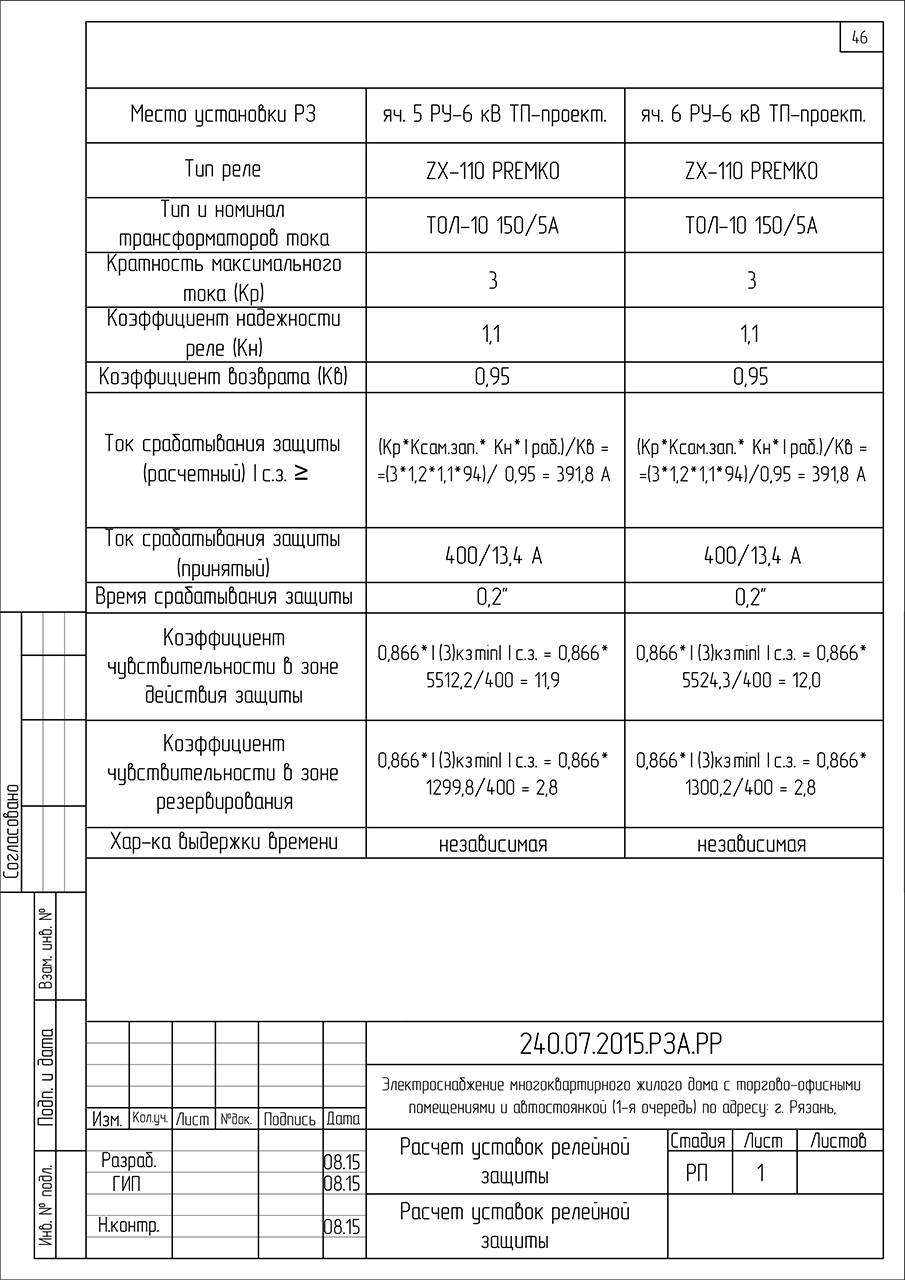 46
Место установки РЗ
яч. 5 РУ-6 кВ ТП-проект.
яч. 6 РУ-6 кВ ТП-проект.
Тип реле
ZX-110 PREMKO
ZX-110 PREMKO
Тип и номинал
трансформаторов тока
ТОЛ-10 150/5А
ТОЛ-10 150/5А
Кратность максимального
тока (Кр)
3
3
Коэффициент надежности
реле (Кн)
1,1
1,1
Коэффициент возврата (Кв)
0,95
0,95
Ток срабатывания защиты
(расчетный) I с.з. ≥
(Кр*Ксам.зап.* Кн*I раб.)/Кв =
=(3*1,2*1,1*94)/ 0,95 = 391,8 А
(Кр*Ксам.зап.* Кн*I раб.)/Кв =
=(3*1,2*1,1*94)/0,95 = 391,8 А
Ток срабатывания защиты
(принятый)
400/13,4 А
400/13,4 А
Время срабатывания защиты
0,2"
0,2"
Коэффициент
чувствительности в зоне
действия защиты
0,866* I (3)кз minI I с.з. = 0,866*
5512,2/400 = 11,9
0,866* I (3)кз minI I с.з. = 0,866*
5524,3/400 = 12,0
Коэффициент
чувствительности в зоне
резервирования
0,866* I (3)кз minI I с.з. = 0,866*
1299,8/400 = 2,8
0,866* I (3)кз minI I с.з. = 0,866*
1300,2/400 = 2,8
Хар-ка выдержки времени
независимая
независимая
Согласовано
Взам. инв. №
Подп. и дата
Инв. № подл.
240.07.2015.РЗА.РР
Электроснабжение многоквартирного жилого дома с торгово-офисными
помещениями и автостоянкой (1-я очередь) по адресу: г. Рязань,
Изм.
Кол.уч.
Лист
№док.
Подпись
Дата
Разраб.
08.15
ГИП
08.15
Н.контр.
08.15
Расчет уставок релейной
защиты
Стадия
Лист
Листов
РП
1
Расчет уставок релейной
защиты